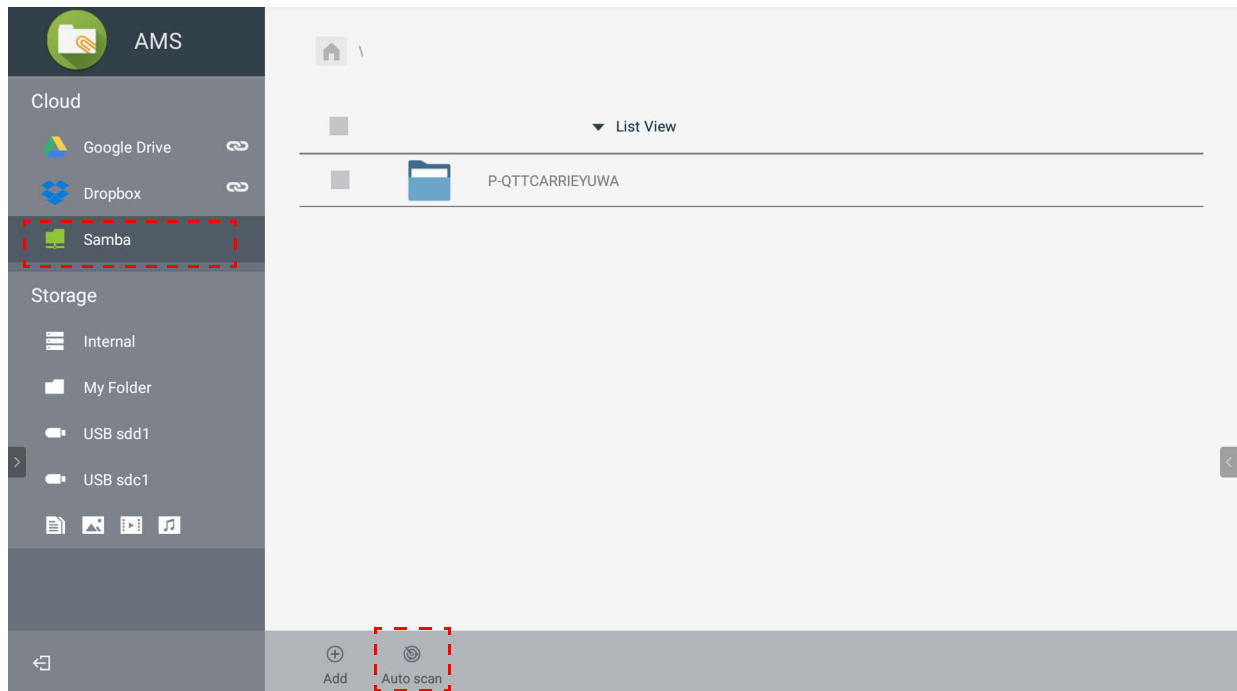 AMS
Cloud
Google Drive
Dropbox
Samba
Storage
Internal
My Folder
USB sdd1
USB sdc1
\
List View
P-QTTCARRIEYUWA
Add
Auto scan